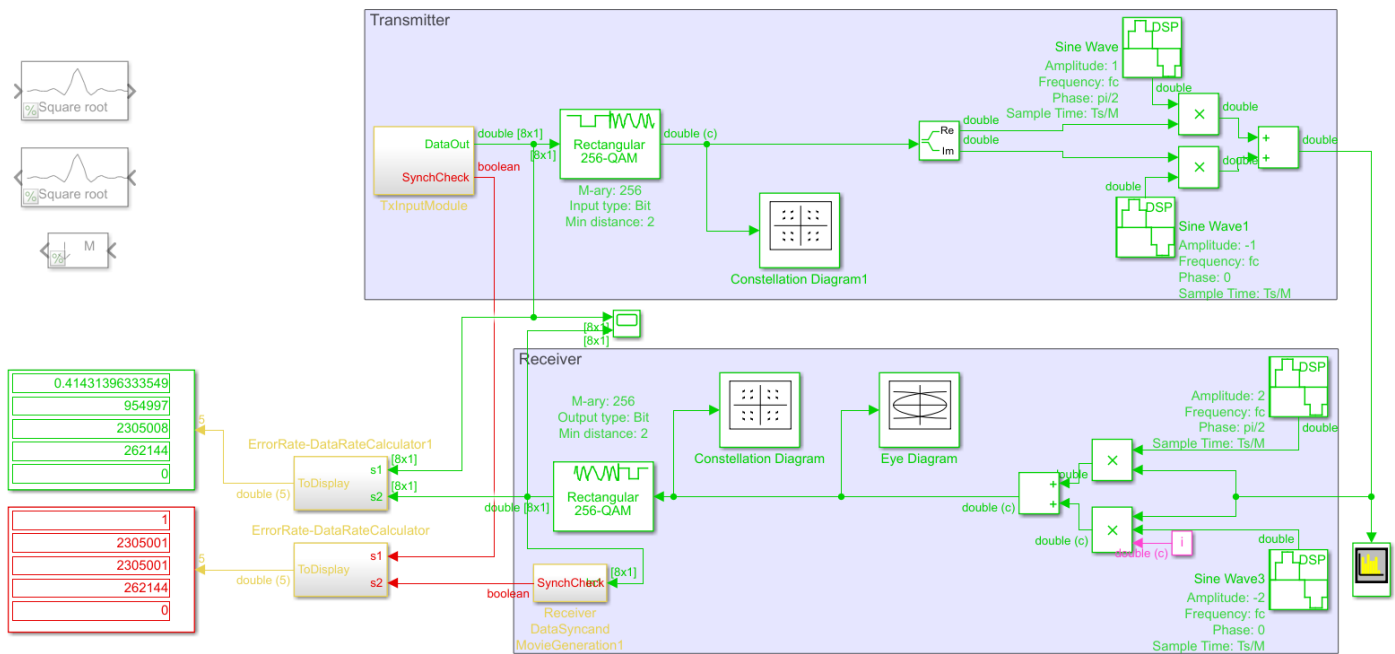 Transmitter
DSP
Sine Wave
Amplitude: 1
Frequency: fc
Phase: pi/2
Sample Time: Ts/M
double
double
Square root
DataOut
double [8x1]
[8x1]
Rectangular
256-QAM
double (c)
Re
Im
double
double
×
+
+
double
SynchCheck
boolean
TxInputModule
M-ary: 256
Input type: Bit
Min distance: 2
×
double
double
Square root
DSP
Sine Wave1
Amplitude: -1
Frequency: fc
Phase: 0
Sample Time: Ts/M
M
Constellation Diagram1
[8x1]
[8x1]
Receiver
0.41431396333549
954997
2305008
262144
0
5
ErrorRate-DataRateCalculator1
ToDisplay
s1
s2
[8x1]
[8x1]
double (5)
M-ary: 256
Output type: Bit
Min distance: 2
Constellation Diagram
Eye Diagram
DSP
Amplitude: 2
Frequency: fc
Phase: pi/2
Sample Time: Ts/M
double
Rectangular
256-QAM
double [8x1]
×
double
+
+
double (c)
×
double (c)
i
double (c)
double
DSP
Sine Wave3
Amplitude: -2
Frequency: fc
Phase: 0
Sample Time: Ts/M
1
2305001
2305001
262144
0
5
ErrorRate-DataRateCalculator
ToDisplay
s1
s2
double (5)
boolean
SynchCheck
[8x1]
Receiver
DataSyncand
MovieGeneration1